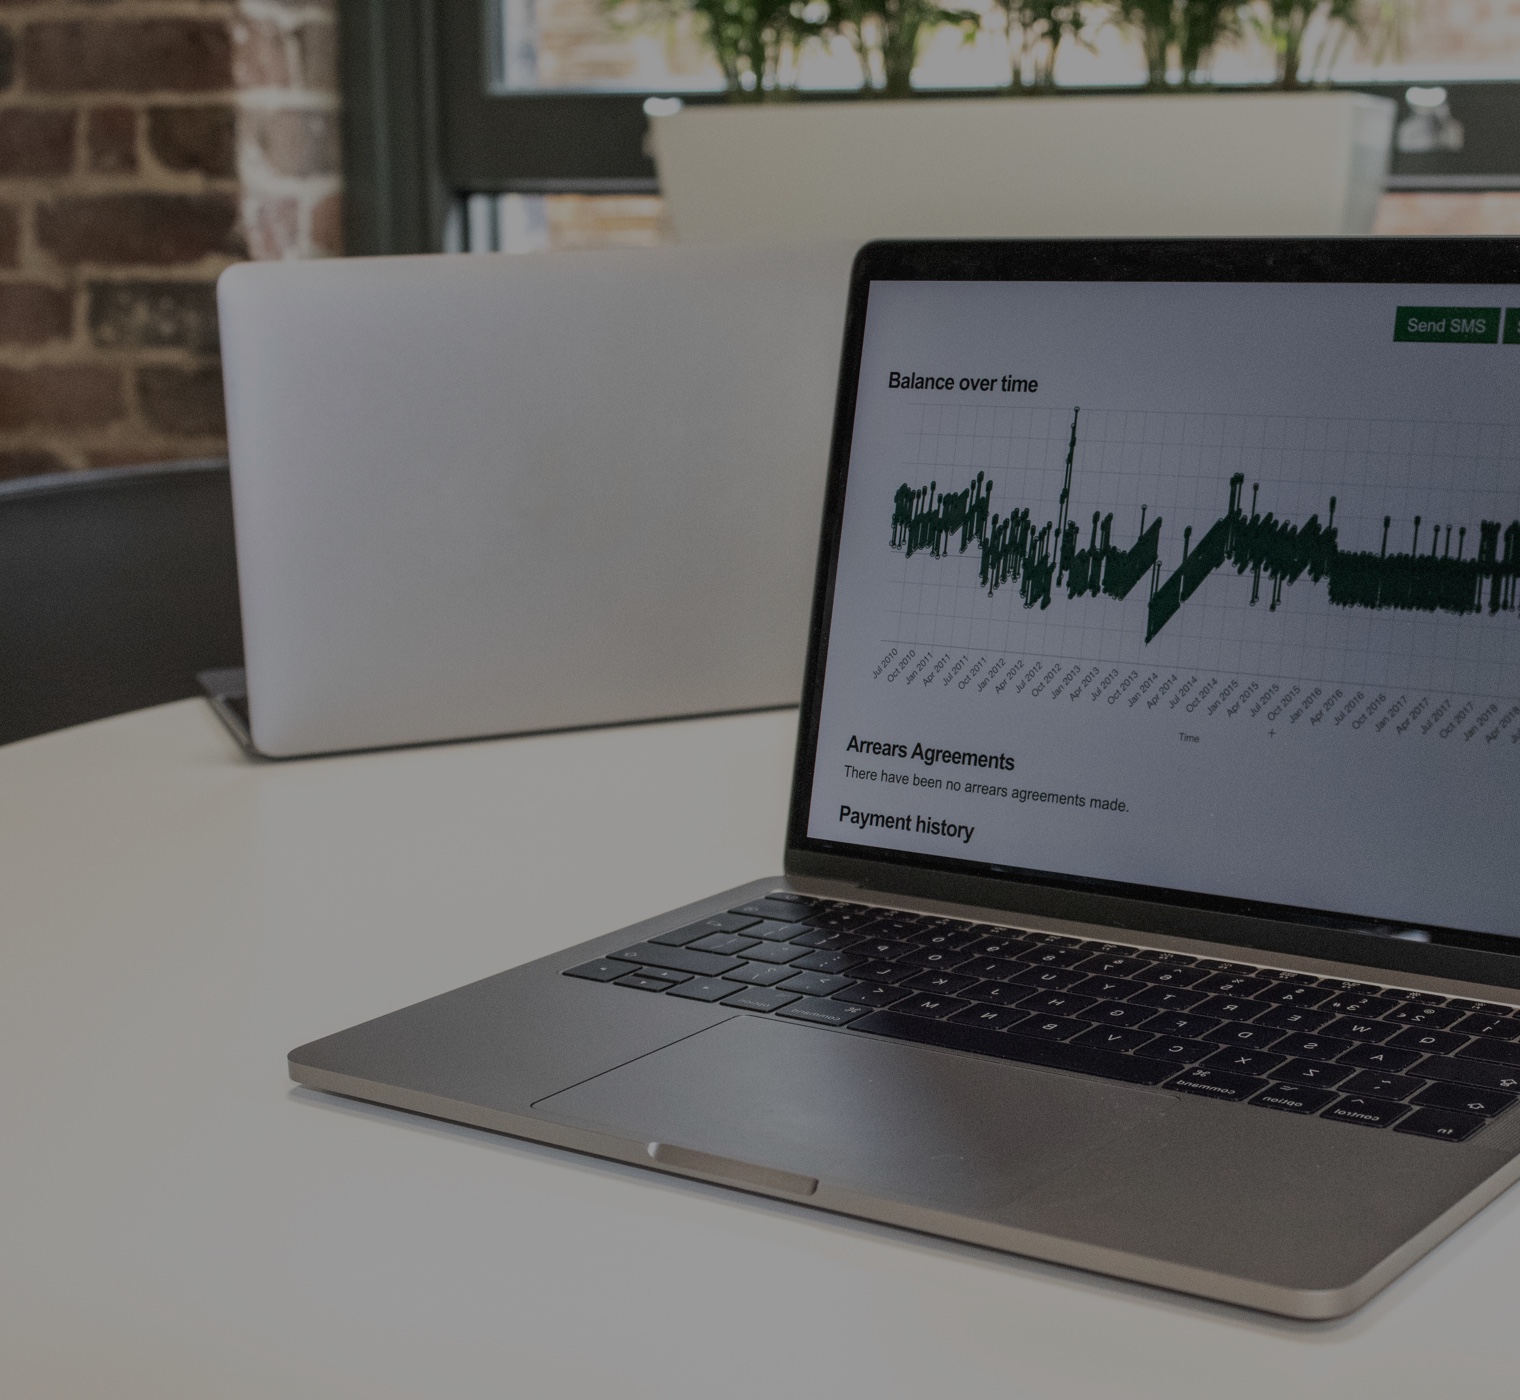 Send SMS
Balance over time
Jul 2010
Oct 2010
Jan 2011
Apr 2011
Jul 2011
Oct 2011
Jan 2012
Apr 2012
Jul 2012
Oct 2012
Jan 2013
Apr 2013
Jul 2013
Oct 2013
Jan 2014
Apr 2014
Jul 2014
Oct 2014
Jan 2015
Apr 2015
Jul 2015
Oct 2015
Jan 2016
Apr 2016
Jul 2016
Oct 2016
Jan 2017
Apr 2017
Jul 2017
Oct 2017
Jan 2018
Apr 2018
Time
Arrears Agreements
There have been no arrears agreements made.
Payment history
P O I U Y T R E W Q
L K J H G F D S A
M N B V C X Z
option command command option control fn